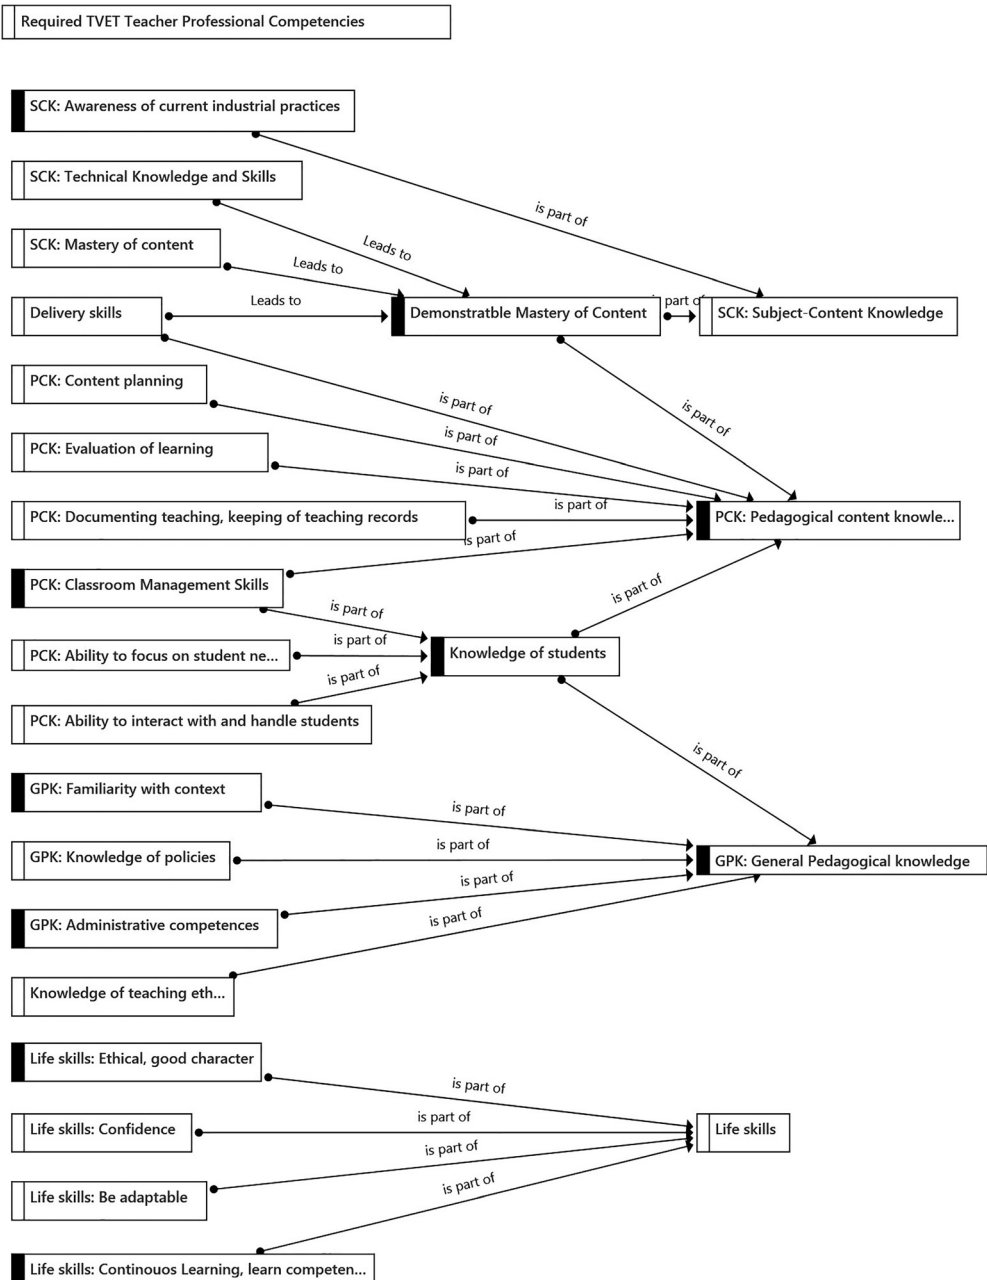 Required TVET Teacher Professional Competencies
SCK: Awareness of current industrial practices
SCK: Technical Knowledge and Skills
is part of
SCK: Mastery of content
Leads to
Leads to
Delivery skills
Leads to
Demonstratble Mastery of Content
part of
SCK: Subject-Content Knowledge
PCK: Content planning
is part of
is part of
is part of
PCK: Evaluation of learning
is part of
PCK: Documenting teaching, keeping of teaching records
is part of
is part of
PCK: Pedagogical content knowle...
PCK: Classroom Management Skills
is part of
is part of
PCK: Ability to focus on student ne...
is part of
Knowledge of students
is part of
PCK: Ability to interact with and handle students
is part of
GPK: Familiarity with context
is part of
GPK: Knowledge of policies
is part of
GPK: General Pedagogical knowledge
is part of
GPK: Administrative competences
is part of
Knowledge of teaching eth...
Life skills: Ethical, good character
is part of
Life skills: Confidence
is part of
Life skills
is part of
Life skills: Be adaptable
is part of
Life skills: Continouos Learning, learn competen...